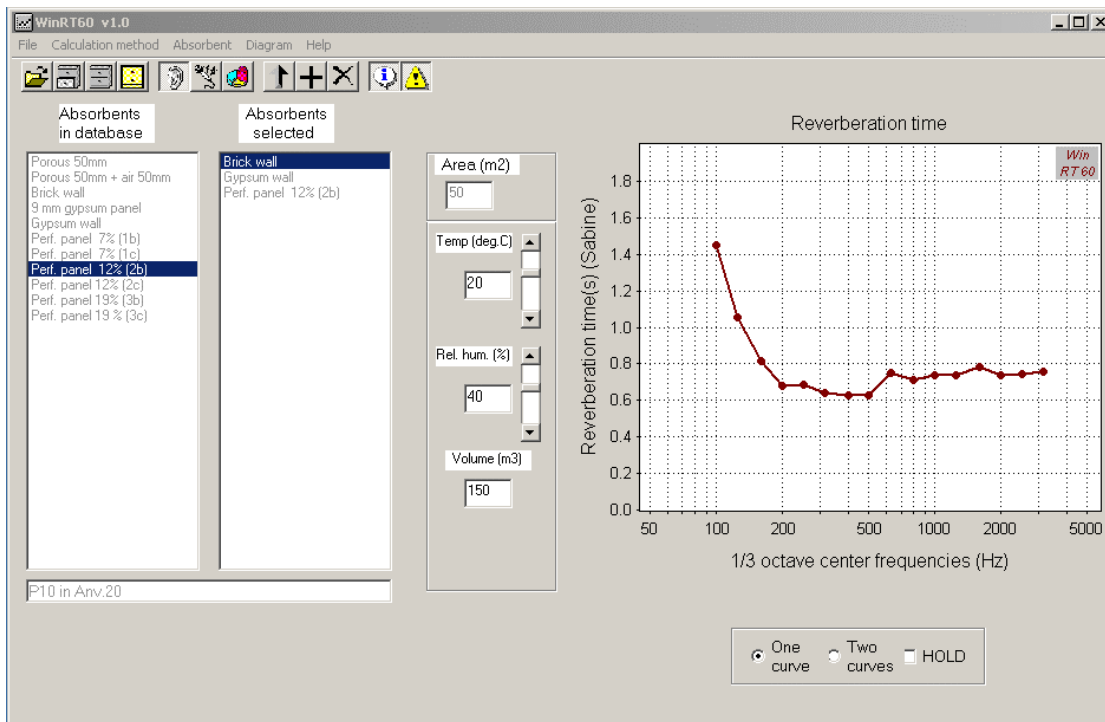 WinRT60 v1.0
File Calculation method Absorbent Diagram Help
Absorbents
in database
Absorbents
selected
Porous 50mm
Porous 50mm + air 50mm
Brick wall
9 mm gypsum panel
Gypsum wall
Perf. panel 7% (1b)
Perf. panel 7% (1c)
Perf. panel 12% (2b)
Perf. panel 12% (2c)
Perf. panel 19% (3b)
Perf. panel 19 % (3c)
P10 in Anv.20
Brick wall
Gypsum wall
Perf. panel 12% (2b)
Area (m2)
50
Temp (deg.C)
20
Rel. hum. (%)
40
Volume (m3)
150
Reverberation time
Win
RT60
Reverberation time(s) (Sabine)
1.8
1.6
1.4
1.2
1.0
0.8
0.6
0.4
0.2
0.0
50 100 200 500 1000 2000 5000
1/3 octave center frequencies (Hz)
One
curve
Two
curves
HOLD